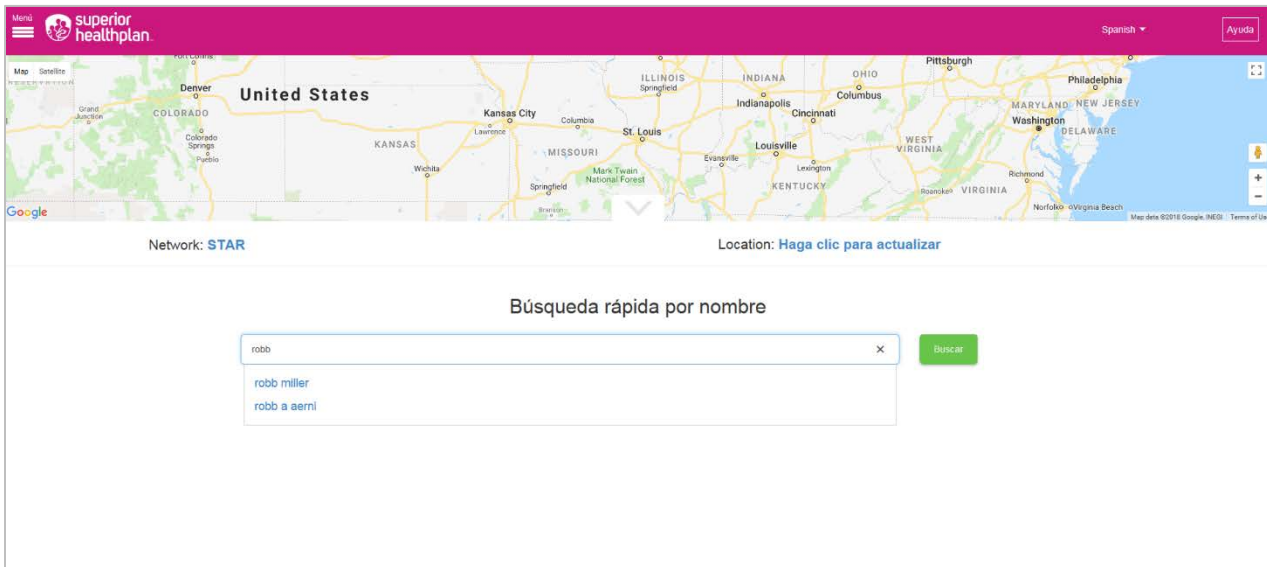 Menú
superior
healthplan.
Spanish
Ayuda
Map Satellite
Denver
United States
COLORADO
Grand
Junction
Colorado
Springs
Pueblo
KANSAS
Wichita
Kansas City
Lawrence
Columbia
St. Louis
MISSOURI
Mark Twain
National Forest
Springfield
Branson
ILLINOIS
Springfield
INDIANA
Indianapolis
OHIO
Columbus
Cincinnati
Louisville
Evansville
Lexington
KENTUCKY
WEST
VIRGINIA
Pittsburgh
Philadelphia
MARYLAND
NEW JERSEY
Washington
DELAWARE
Richmond
Roanoke
VIRGINIA
Norfolk
Virginia Beach
Google
Map data ©2018 Google, INEGI
Terms of Us
Network: STAR
Location: Haga clic para actualizar
Búsqueda rápida por nombre
robb
Buscar
robb miller
robb a aerni